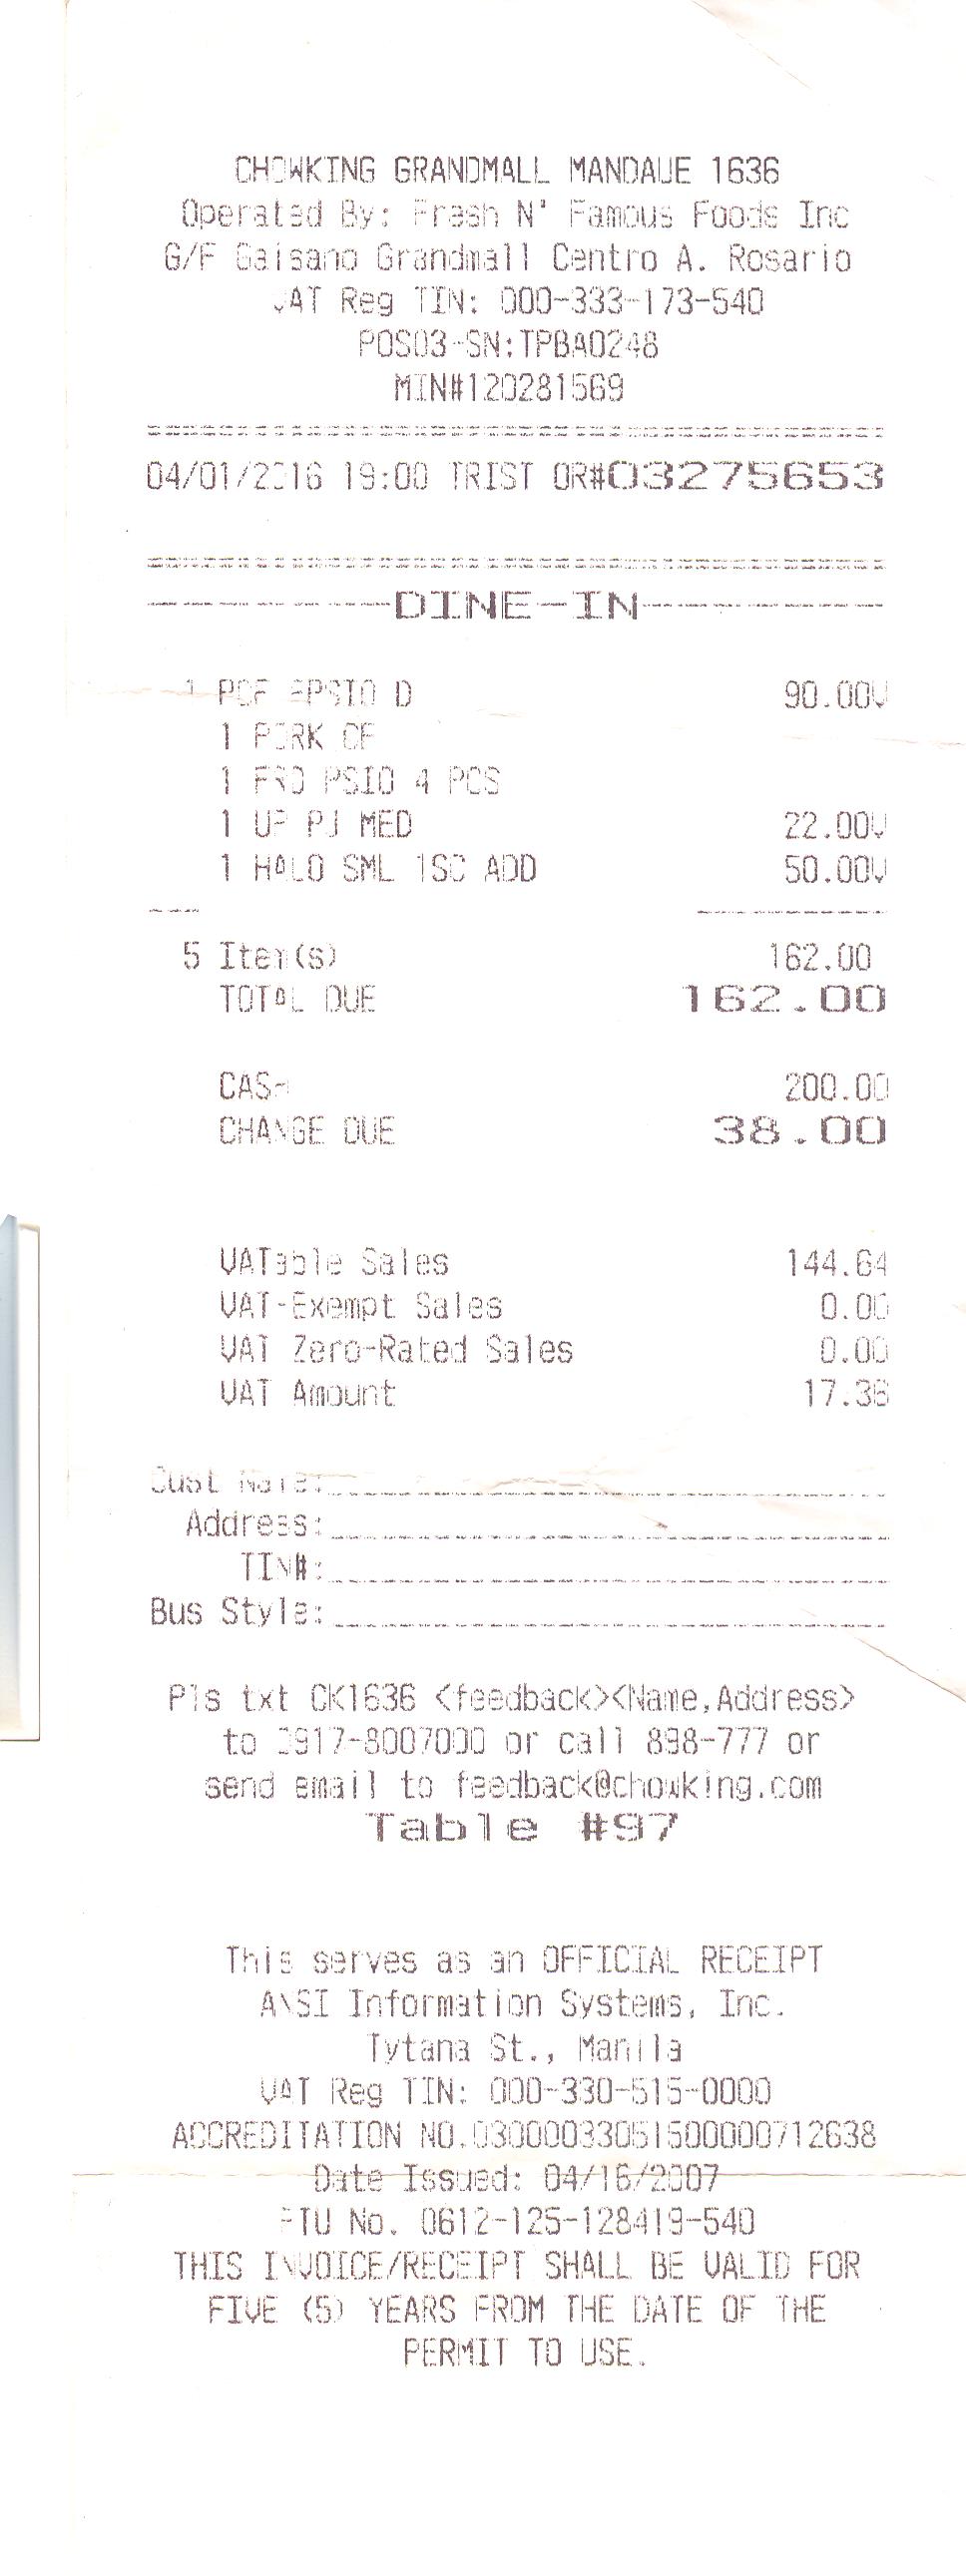 CHOWKING GRANDMALL MANDAUE 1636
Operated By: Fresh N' Famous Foods Inc
G/F Gaisano Grandmall Centro A. Rosario
VAT Reg TIN: 000-333-173-540
POS03-SN:TPBA0248
MIN#120281569
04/01/2016 19:00 TRIST OR#03275653
DINE-IN
1 PCF PSIO D 90.00V
1 PORK CF
1 FRD PSIO 4 PCS
1 UP PJ MED 22.00V
1 HALO SML 1SC ADD 50.00V
5 Item(s) 162.00
TOTAL DUE 162.00
CASH 200.00
CHANGE DUE 38.00
VATable Sales 144.64
VAT-Exempt Sales 0.00
VAT Zero-Rated Sales 0.00
VAT Amount 17.36
Cust Name:
Address:
TIN#:
Bus Style:
Pls txt CK1636 <feedback><Name,Address>
to 0917-8007000 or call 898-777 or
send email to feedback@chowking.com
Table #97
This serves as an OFFICIAL RECEIPT
ANSI Information Systems, Inc.
Tytana St., Manila
VAT Reg TIN: 000-330-515-0000
ACCREDITATION NO.03000033051500000712638
Date Issued: 04/16/2007
PTU No. 0612-125-128419-540
THIS INVOICE/RECEIPT SHALL BE VALID FOR
FIVE (5) YEARS FROM THE DATE OF THE
PERMIT TO USE.